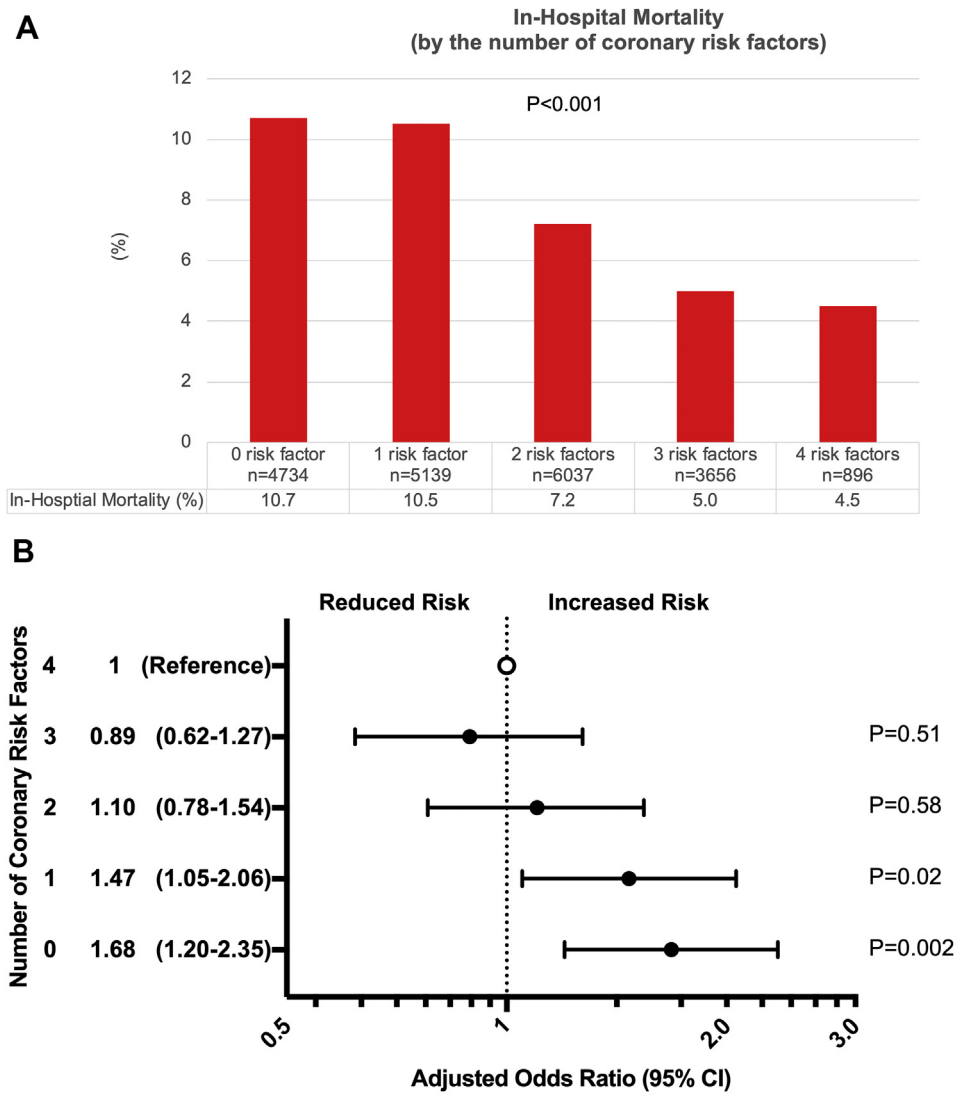 A
In-Hospital Mortality
(by the number of coronary risk factors)
P<0.001
(%)
12
10
8
6
4
2
0
0 risk factor 1 risk factor 2 risk factors 3 risk factors 4 risk factors
n=4734 n=5139 n=6037 n=3656 n=896
In-Hosptial Mortality (%) 10.7 10.5 7.2 5.0 4.5
B
Reduced Risk Increased Risk
Number of Coronary Risk Factors
4 1 (Reference)
3 0.89 (0.62-1.27) P=0.51
2 1.10 (0.78-1.54) P=0.58
1 1.47 (1.05-2.06) P=0.02
0 1.68 (1.20-2.35) P=0.002
0.5 1 2.0 3.0
Adjusted Odds Ratio (95% CI)